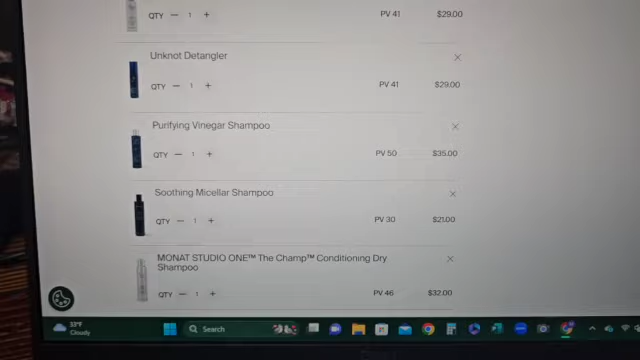 QTY — 1 + PV 41 $29.00
Unknot Detangler ×
QTY — 1 + PV 41 $29.00
Purifying Vinegar Shampoo ×
QTY — 1 + PV 50 $35.00
Soothing Micellar Shampoo ×
QTY — 1 + PV 30 $21.00
MONAT STUDIO ONE™ The Champ™ Conditioning Dry ×
Shampoo
QTY — 1 + PV 46 $32.00
33°F
Cloudy
Search